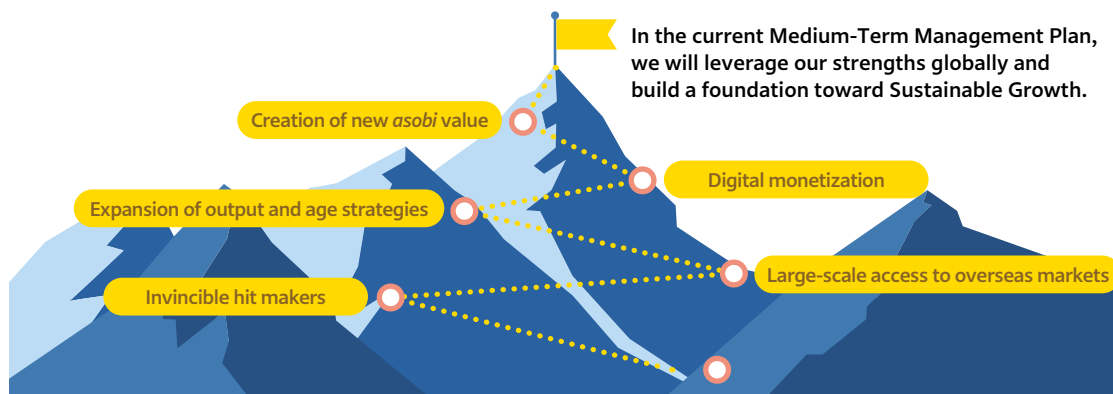 In the current Medium-Term Management Plan,
we will leverage our strengths globally and
build a foundation toward Sustainable Growth.
Creation of new asobi value
Digital monetization
Expansion of output and age strategies
Large-scale access to overseas markets
Invincible hit makers